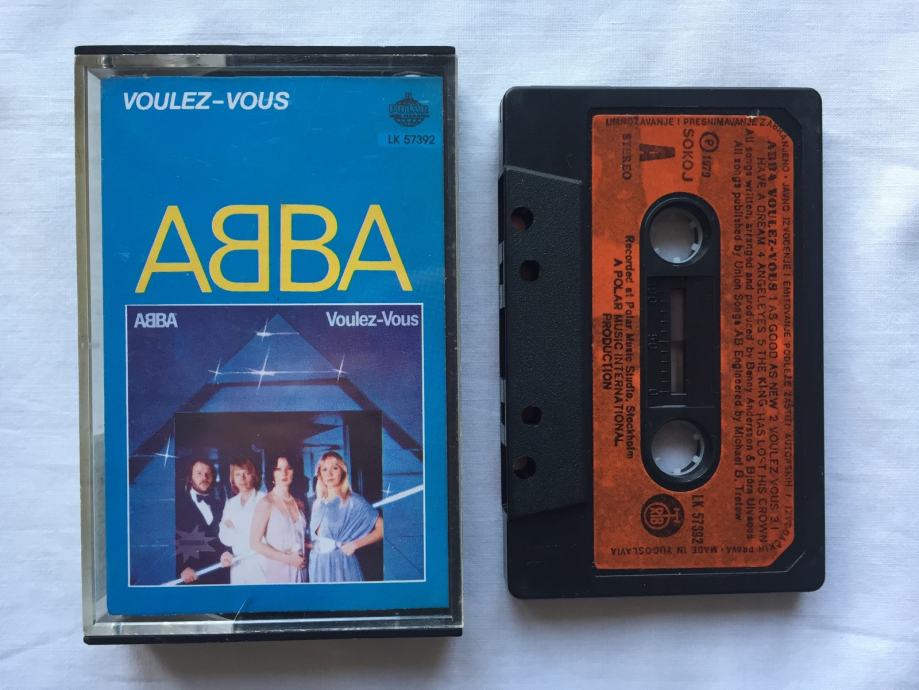 VOULEZ-VOUS
LK 57392
ABBA
ABBA
Voulez-Vous
UMNOŽAVANJE I PRESNIMAVANJE ZABRANJENO · JAVNO IZVOĐENJE I EMITOVANJE PODLEŽE ZAŠTITI AUTORSKIH I
ABBA VOULEZ-VOUS 1 AS GOOD AS NEW 2 VOULEZ-VOUS 3 I
HAVE A DREAM 4 ANGELEYES 5 THE KING HAS LOST HIS CROWN
All songs written, arranged and produced by Benny Andersson & Björn Ulvaeus
All songs published by Union Songs AB Engineered by Michael B. Tretow
℗ 1979
SOKOJ
A
STEREO
LK 57392
RTB
Recorded at Polar Music Studio, Stockholm
A POLAR MUSIC INTERNATIONAL
PRODUCTION
PRAVA · MADE IN YUGOSLAVIA